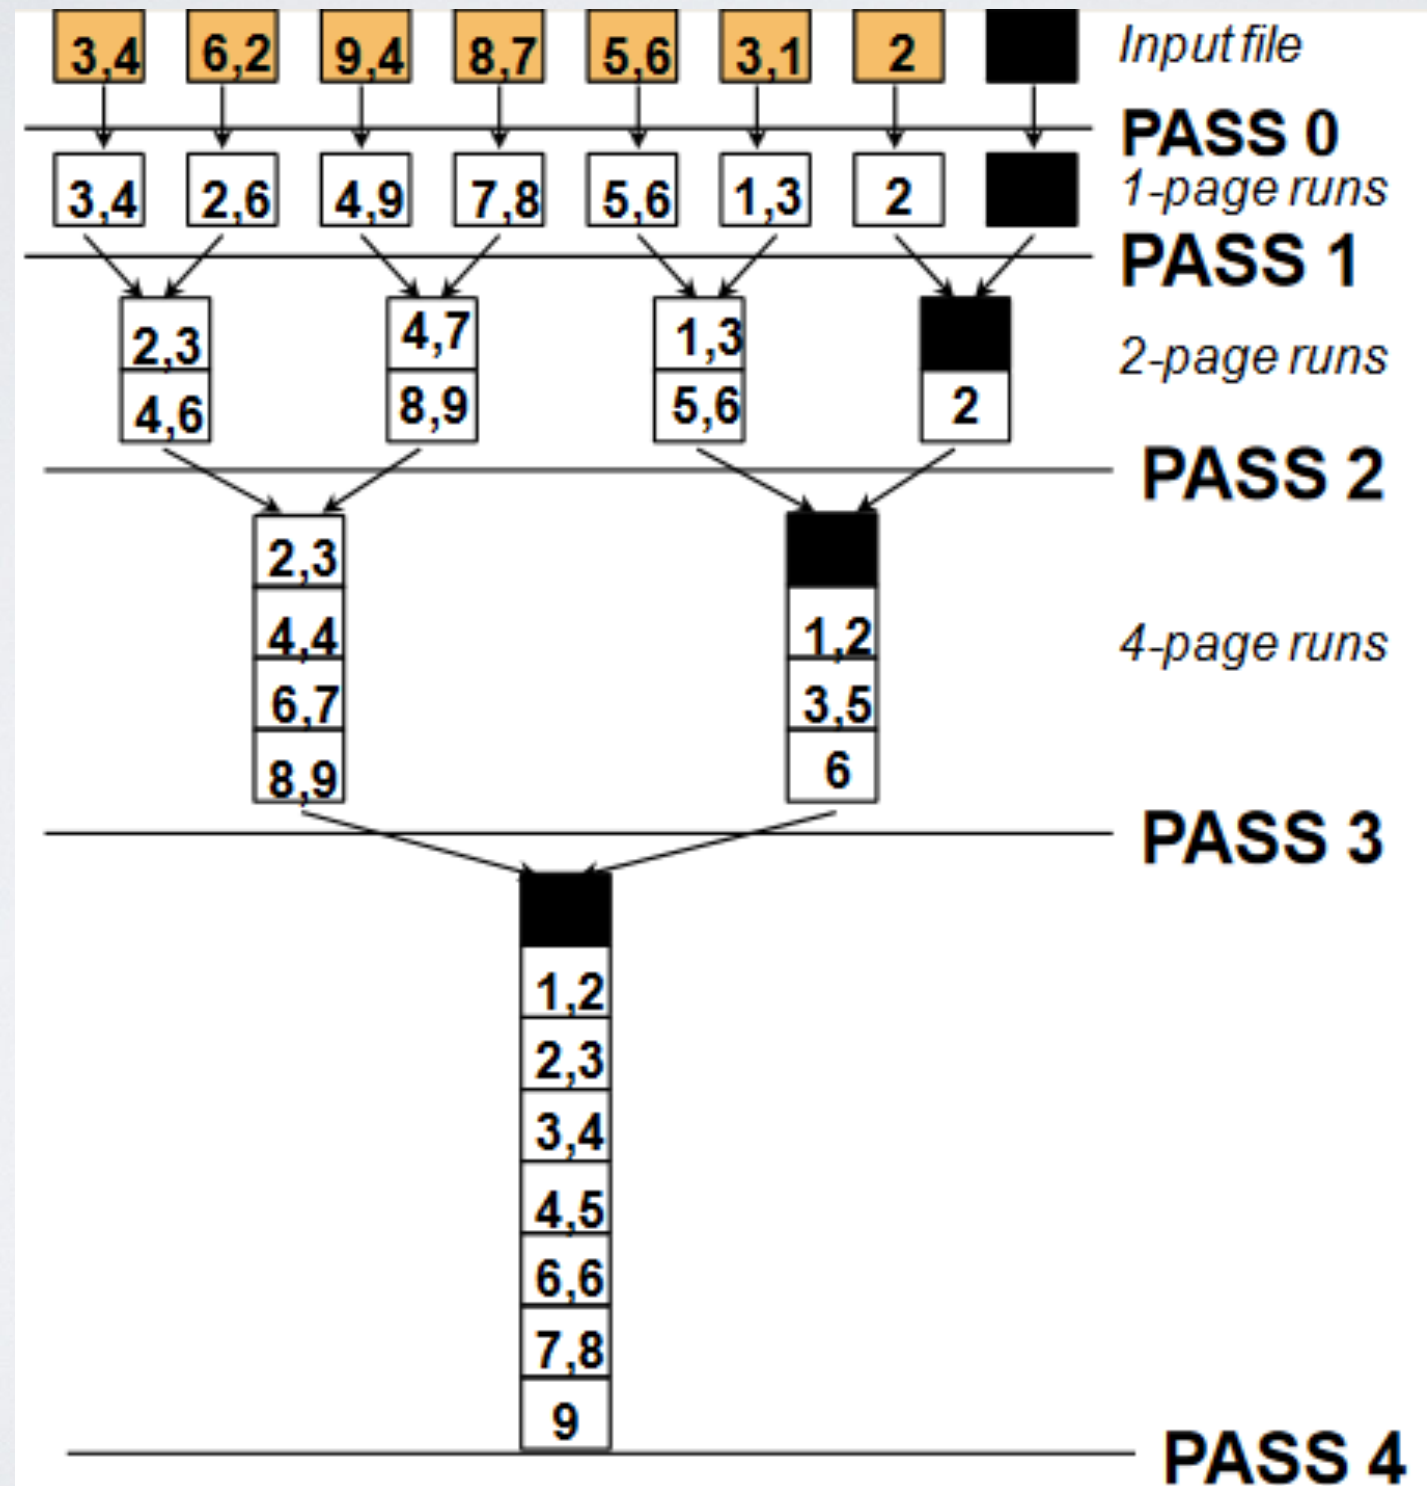 3,4 6,2 9,4 8,7 5,6 3,1 2 Input file
PASS 0
3,4 2,6 4,9 7,8 5,6 1,3 2 1-page runs
PASS 1
2,3 4,7 1,3
2-page runs
4,6 8,9 5,6 2
PASS 2
2,3
4,4 1,2 4-page runs
6,7 3,5
8,9 6
PASS 3
1,2
2,3
3,4
4,5
6,6
7,8
9
PASS 4